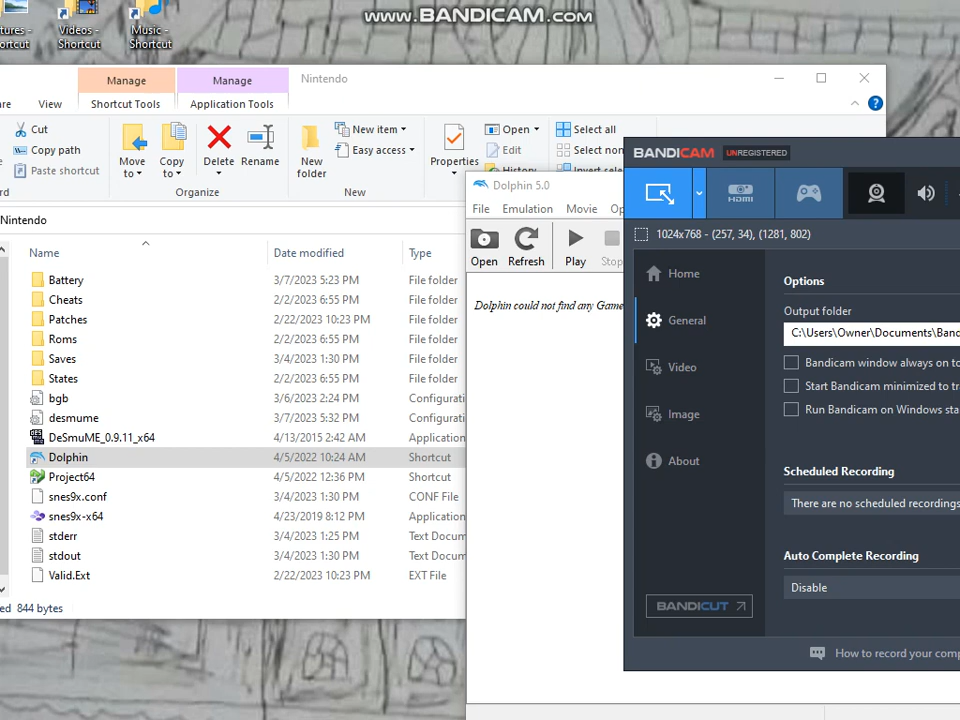 www.BANDICAM.com
tures -
ortcut
Videos -
Shortcut
Music -
Shortcut
Manage
Manage
Nintendo
are
View
Shortcut Tools
Application Tools
Cut
Copy path
Paste shortcut
Move
to
Copy
to
Delete
Rename
Organize
New
folder
New item
Easy access
New
Properties
Open
Edit
History
Select all
Select non
Invert selec
rd
Nintendo
Name
Date modified
Type
Battery 3/7/2023 5:23 PM File folder
Cheats 2/2/2023 6:55 PM File folder
Patches 2/22/2023 10:23 PM File folder
Roms 2/2/2023 6:55 PM File folder
Saves 3/4/2023 1:30 PM File folder
States 2/2/2023 6:55 PM File folder
bgb 3/6/2023 2:24 PM Configurati
desmume 3/7/2023 5:32 PM Configurati
DeSmuME_0.9.11_x64 4/13/2015 2:42 AM Application
Dolphin 4/5/2022 10:24 AM Shortcut
Project64 4/5/2022 12:36 PM Shortcut
snes9x.conf 3/4/2023 1:30 PM CONF File
snes9x-x64 4/23/2019 8:12 PM Application
stderr 3/4/2023 1:25 PM Text Docum
stdout 3/4/2023 1:30 PM Text Docum
Valid.Ext 2/22/2023 10:23 PM EXT File
ed 844 bytes
Dolphin 5.0
File Emulation Movie Op
Open Refresh Play Stop
Dolphin could not find any Game
BANDICAM UNREGISTERED
HDMI
1024x768 - (257, 34), (1281, 802)
Home
General
Video
Image
About
BANDICUT
Options
Output folder
C:\Users\Owner\Documents\Band
Bandicam window always on to
Start Bandicam minimized to tr
Run Bandicam on Windows sta
Scheduled Recording
There are no scheduled recordings
Auto Complete Recording
Disable
How to record your comp